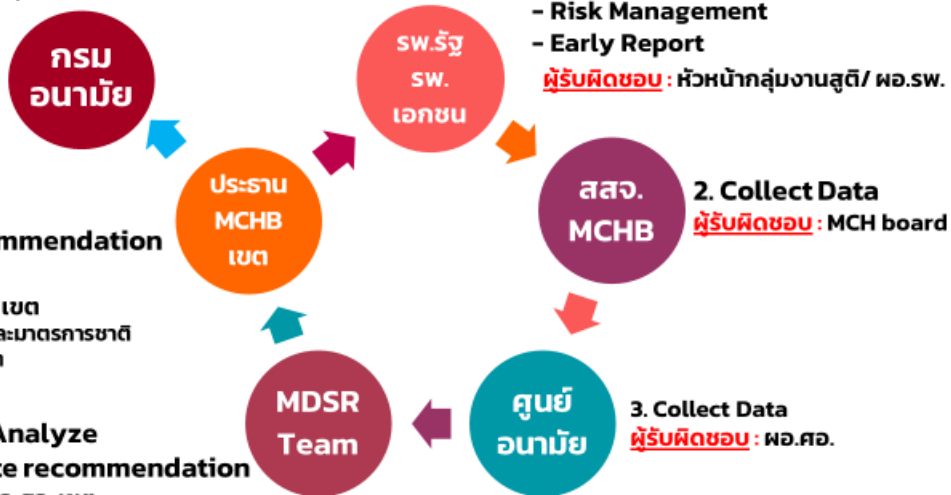 กรม
อนามัย
รพ.รัฐ
รพ.
เอกชน
- Risk Management
- Early Report
ผู้รับผิดชอบ : หัวหน้ากลุ่มงานสูติ/ ผอ.รพ.
ประธาน
MCHB
เขต
สสจ.
MCHB
2. Collect Data
ผู้รับผิดชอบ : MCH board
mmendation
เขต
ละมาตรการชาติ
MDSR
Team
ศูนย์
อนามัย
3. Collect Data
ผู้รับผิดชอบ : ผอ.ศอ.
Analyze
te recommendation